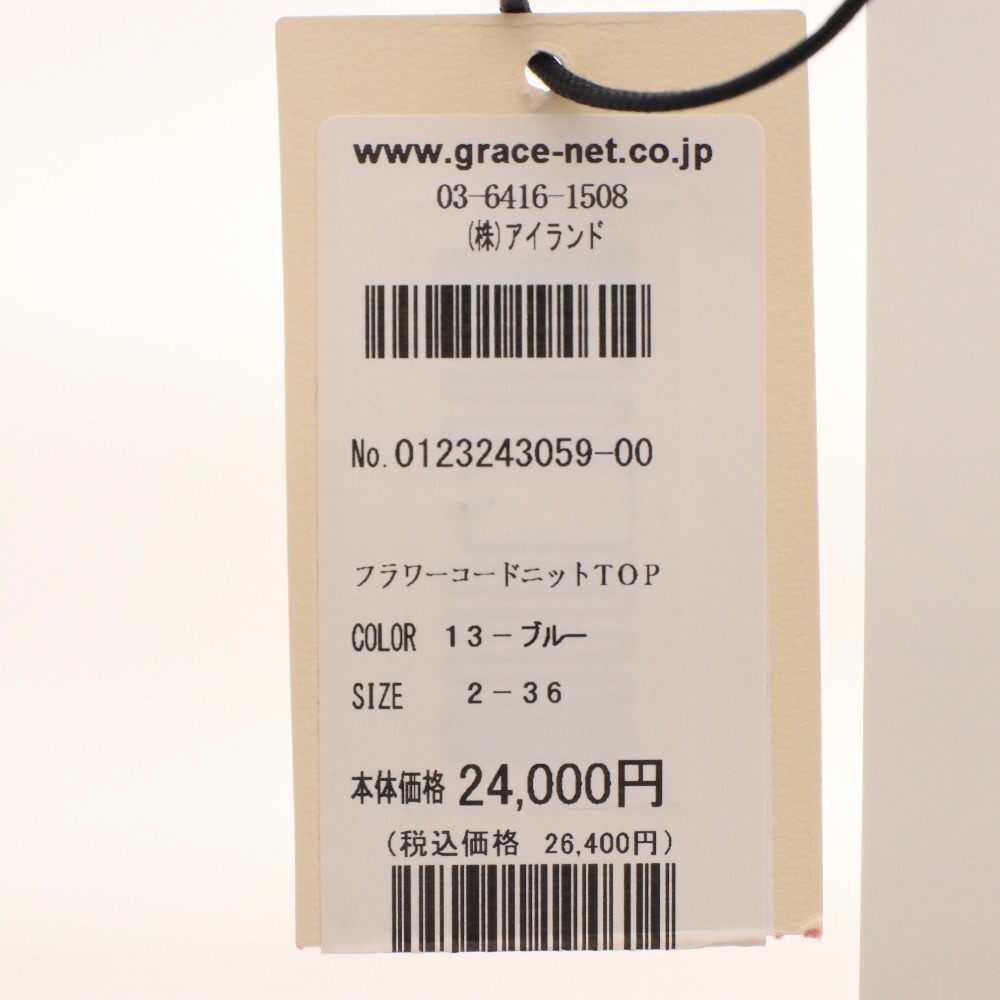 www.grace-net.co.jp
03-6416-1508
(株)アイランド
No.0123243059-00
フラワーコードニットTOP
COLOR 13-ブルー
SIZE 2-36
本体価格 24,000円
(税込価格 26,400円)